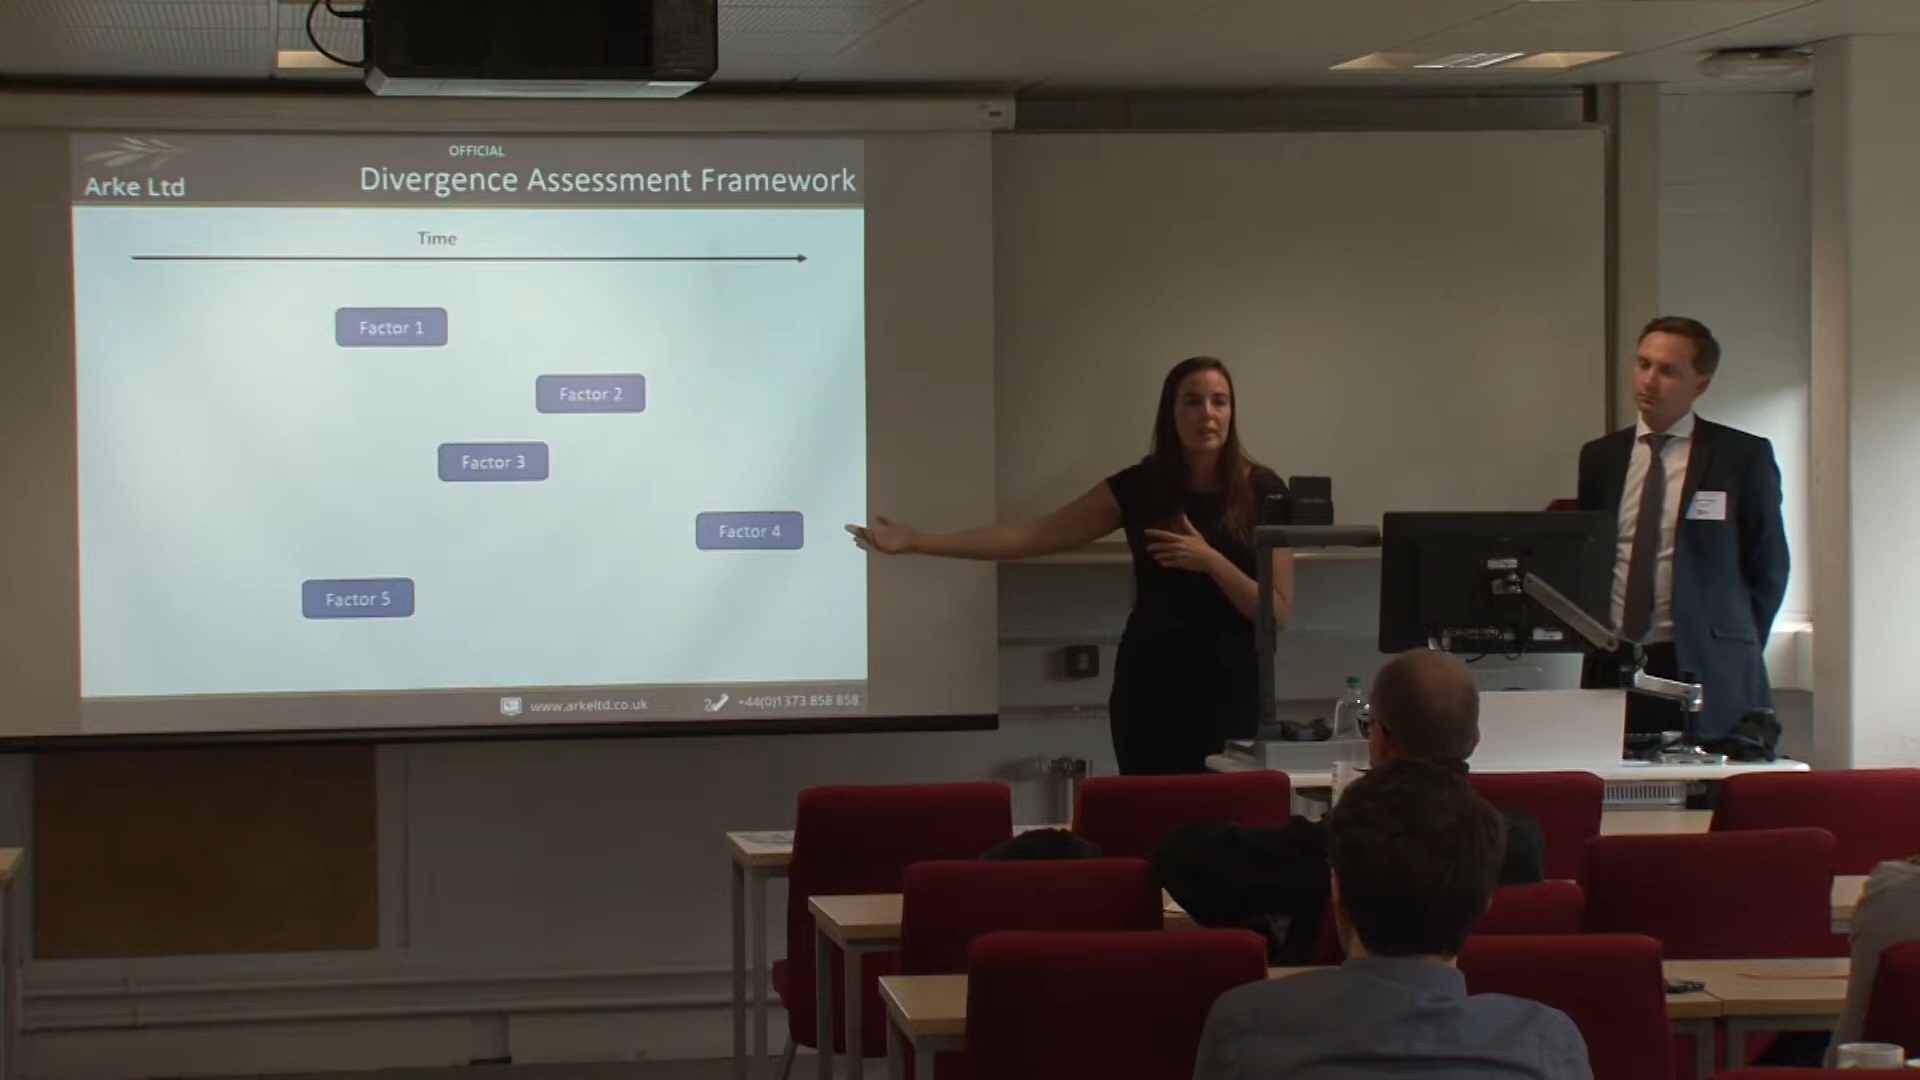 OFFICIAL
Arke Ltd
Divergence Assessment Framework
Time
Factor 1
Factor 2
Factor 3
Factor 4
Factor 5
www.arkeltd.co.uk
+44(0)1373 858 858